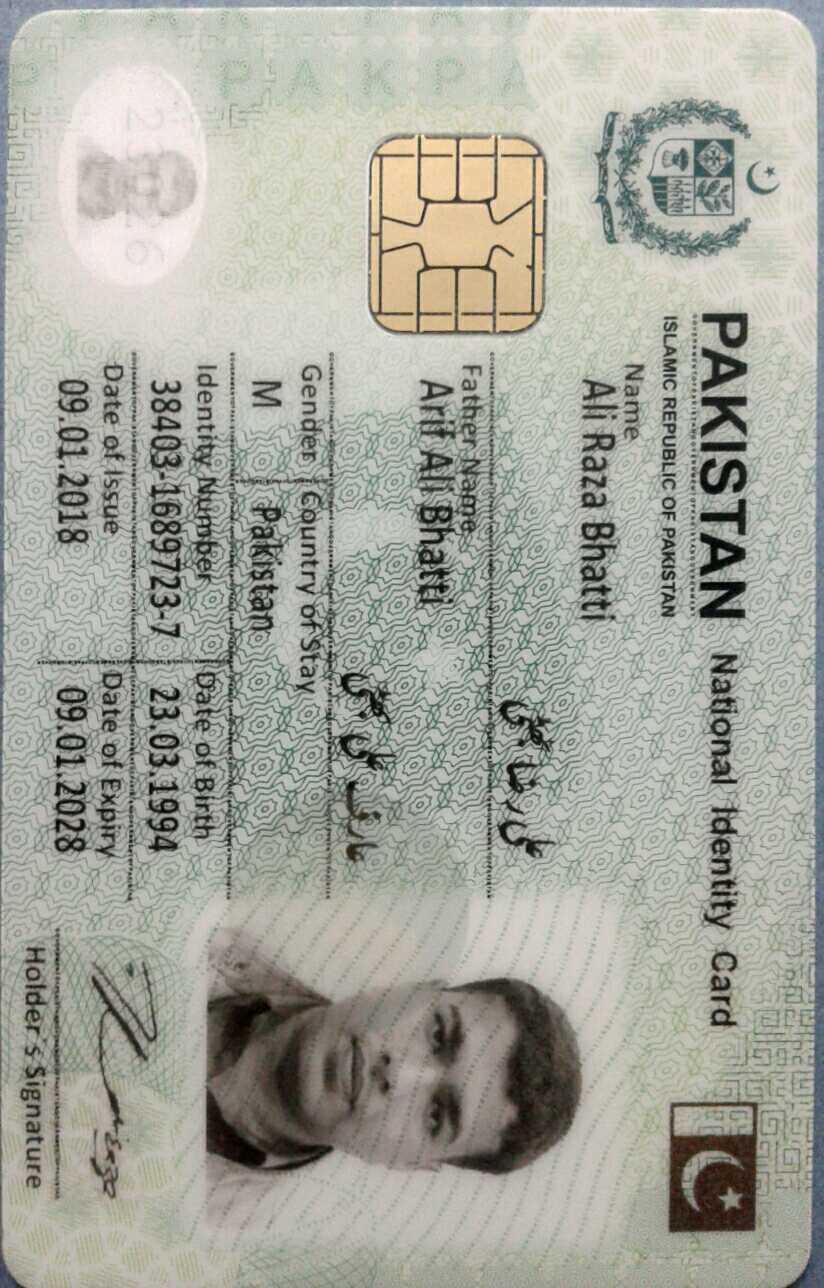 PAKISTAN National Identity Card
ISLAMIC REPUBLIC OF PAKISTAN
Name
Ali Raza Bhatti
علی رضا بھٹی
Father Name
Arif Ali Bhatti
عارف علی بھٹی
Gender Country of Stay
M Pakistan
Identity Number Date of Birth
38403-1689723-7 23.03.1994
Date of Issue Date of Expiry
09.01.2018 09.01.2028
Holder's Signature